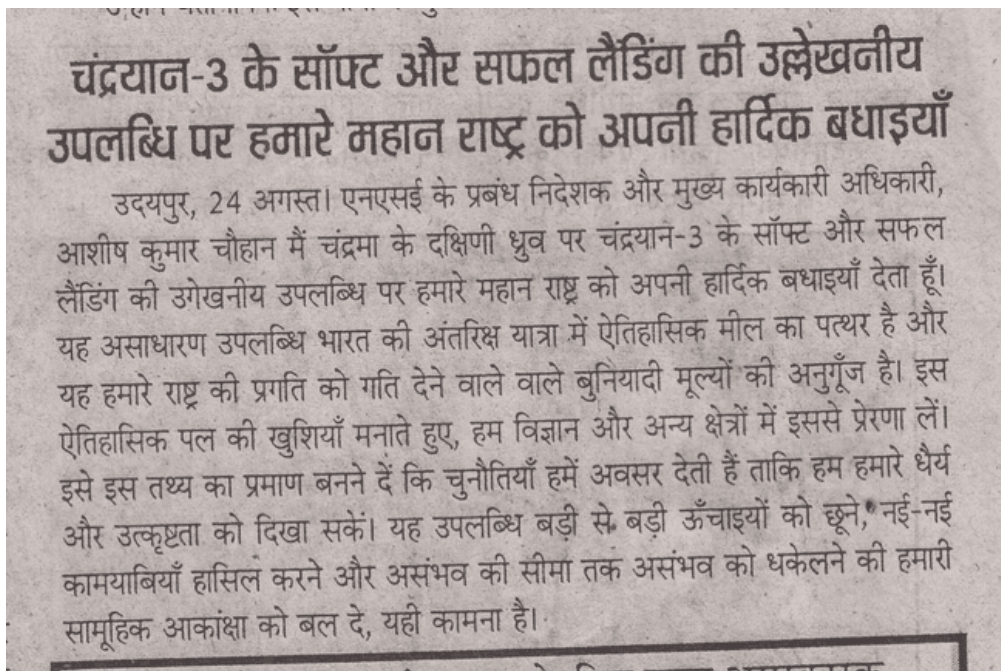 चंद्रयान-3 के सॉफ्ट और सफल लैंडिंग की उल्लेखनीय
उपलब्धि पर हमारे महान राष्ट्र को अपनी हार्दिक बधाइयाँ
उदयपुर, 24 अगस्त। एनएसई के प्रबंध निदेशक और मुख्य कार्यकारी अधिकारी,
आशीष कुमार चौहान मैं चंद्रमा के दक्षिणी ध्रुव पर चंद्रयान-3 के सॉफ्ट और सफल
लैंडिंग की उगेखनीय उपलब्धि पर हमारे महान राष्ट्र को अपनी हार्दिक बधाइयाँ देता हूँ।
यह असाधारण उपलब्धि भारत की अंतरिक्ष यात्रा में ऐतिहासिक मील का पत्थर है और
यह हमारे राष्ट्र की प्रगति को गति देने वाले वाले बुनियादी मूल्यों की अनुगूँज है। इस
ऐतिहासिक पल की खुशियाँ मनाते हुए, हम विज्ञान और अन्य क्षेत्रों में इससे प्रेरणा लें।
इसे इस तथ्य का प्रमाण बनने दें कि चुनौतियाँ हमें अवसर देती हैं ताकि हम हमारे धैर्य
और उत्कृष्टता को दिखा सकें। यह उपलब्धि बड़ी से बड़ी ऊँचाइयों को छूने, नई-नई
कामयाबियाँ हासिल करने और असंभव की सीमा तक असंभव को धकेलने की हमारी
सामूहिक आकांक्षा को बल दे, यही कामना है।